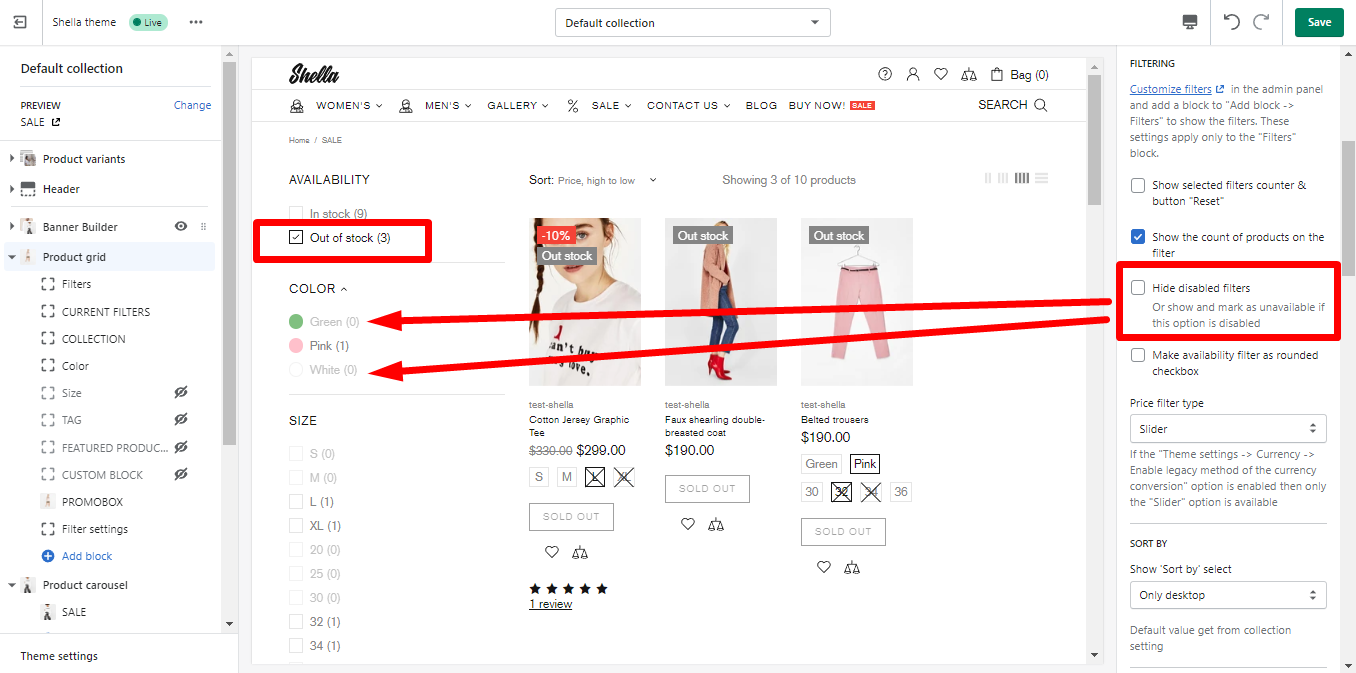 Shella theme
Live
Default collection
Save
Default collection
PREVIEW
Change
SALE
Product variants
Header
Banner Builder
Product grid
Filters
CURRENT FILTERS
COLLECTION
Color
Size
TAG
FEATURED PRODUC...
CUSTOM BLOCK
PROMOBOX
Filter settings
Add block
Product carousel
SALE
Theme settings
Shella
Bag (0)
WOMEN'S
MEN'S
GALLERY
SALE
CONTACT US
BLOG
BUY NOW!
SALE
SEARCH
Home / SALE
AVAILABILITY
In stock (9)
Out of stock (3)
COLOR
Green (0)
Pink (1)
White (0)
SIZE
S (0)
M (0)
L (1)
XL (1)
20 (0)
25 (0)
30 (0)
32 (1)
34 (1)
Sort: Price, high to low
Showing 3 of 10 products
-10%
Out stock
test-shella
Cotton Jersey Graphic
Tee
$330.00 $299.00
S M L XL
SOLD OUT
1 review
Out stock
test-shella
Faux shearling double-
breasted coat
$190.00
SOLD OUT
Out stock
test-shella
Belted trousers
$190.00
Green Pink
30 32 34 36
SOLD OUT
FILTERING
Customize filters in the admin panel
and add a block to "Add block ->
Filters" to show the filters. These
settings apply only to the "Filters"
block.
Show selected filters counter &
button "Reset"
Show the count of products on the
filter
Hide disabled filters
Or show and mark as unavailable if
this option is disabled
Make availability filter as rounded
checkbox
Price filter type
Slider
If the "Theme settings -> Currency ->
Enable legacy method of the currency
conversion" option is enabled then only
the "Slider" option is available
SORT BY
Show 'Sort by' select
Only desktop
Default value get from collection
setting